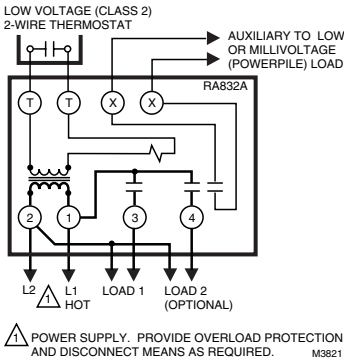 LOW VOLTAGE (CLASS 2)
2-WIRE THERMOSTAT
AUXILIARY TO LOW
OR MILLIVOLTAGE
(POWERPILE) LOAD
RA832A
T T X X
2 1 3 4
L2 L1 LOAD 1 LOAD 2
1 HOT (OPTIONAL)
1 POWER SUPPLY. PROVIDE OVERLOAD PROTECTION
AND DISCONNECT MEANS AS REQUIRED. M3821